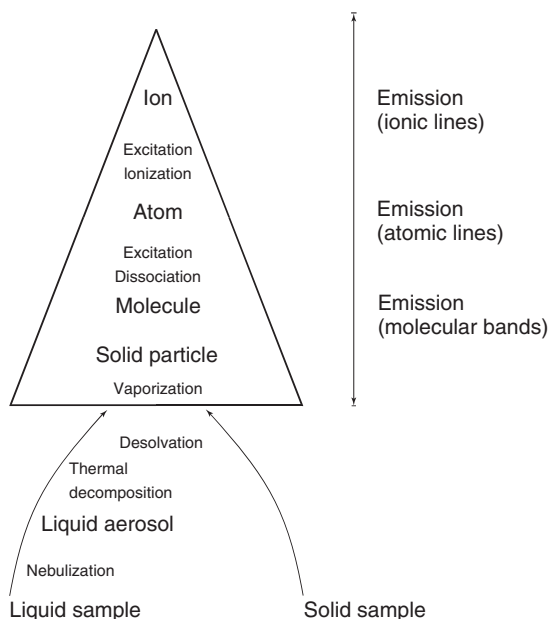 Ion
Emission
(ionic lines)
Excitation
Ionization
Atom
Emission
(atomic lines)
Excitation
Dissociation
Molecule
Emission
(molecular bands)
Solid particle
Vaporization
Desolvation
Thermal
decomposition
Liquid aerosol
Nebulization
Liquid sample
Solid sample